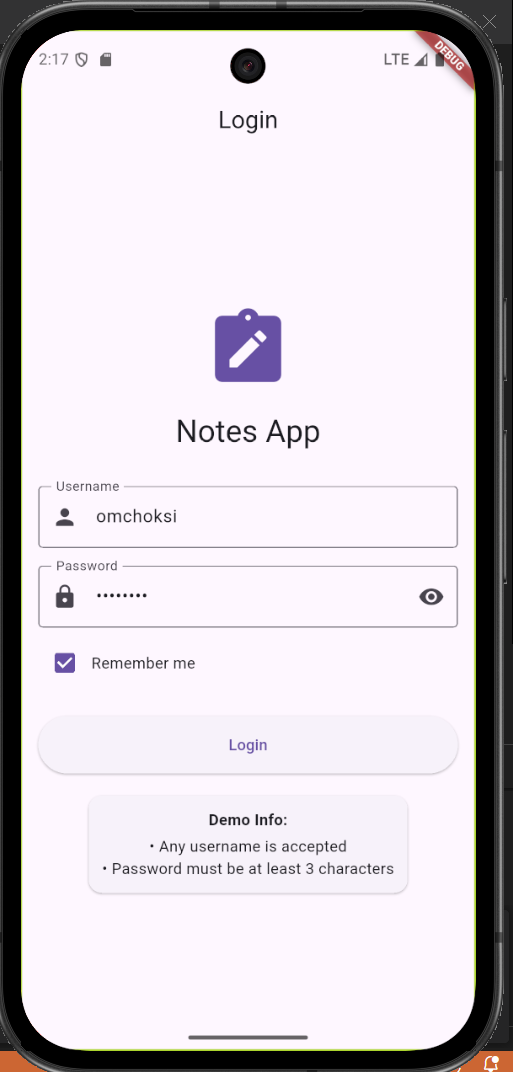 2:17
LTE
DEBUG
Login
Notes App
Username
omchoksi
Password
••••••••
Remember me
Login
Demo Info:
• Any username is accepted
• Password must be at least 3 characters